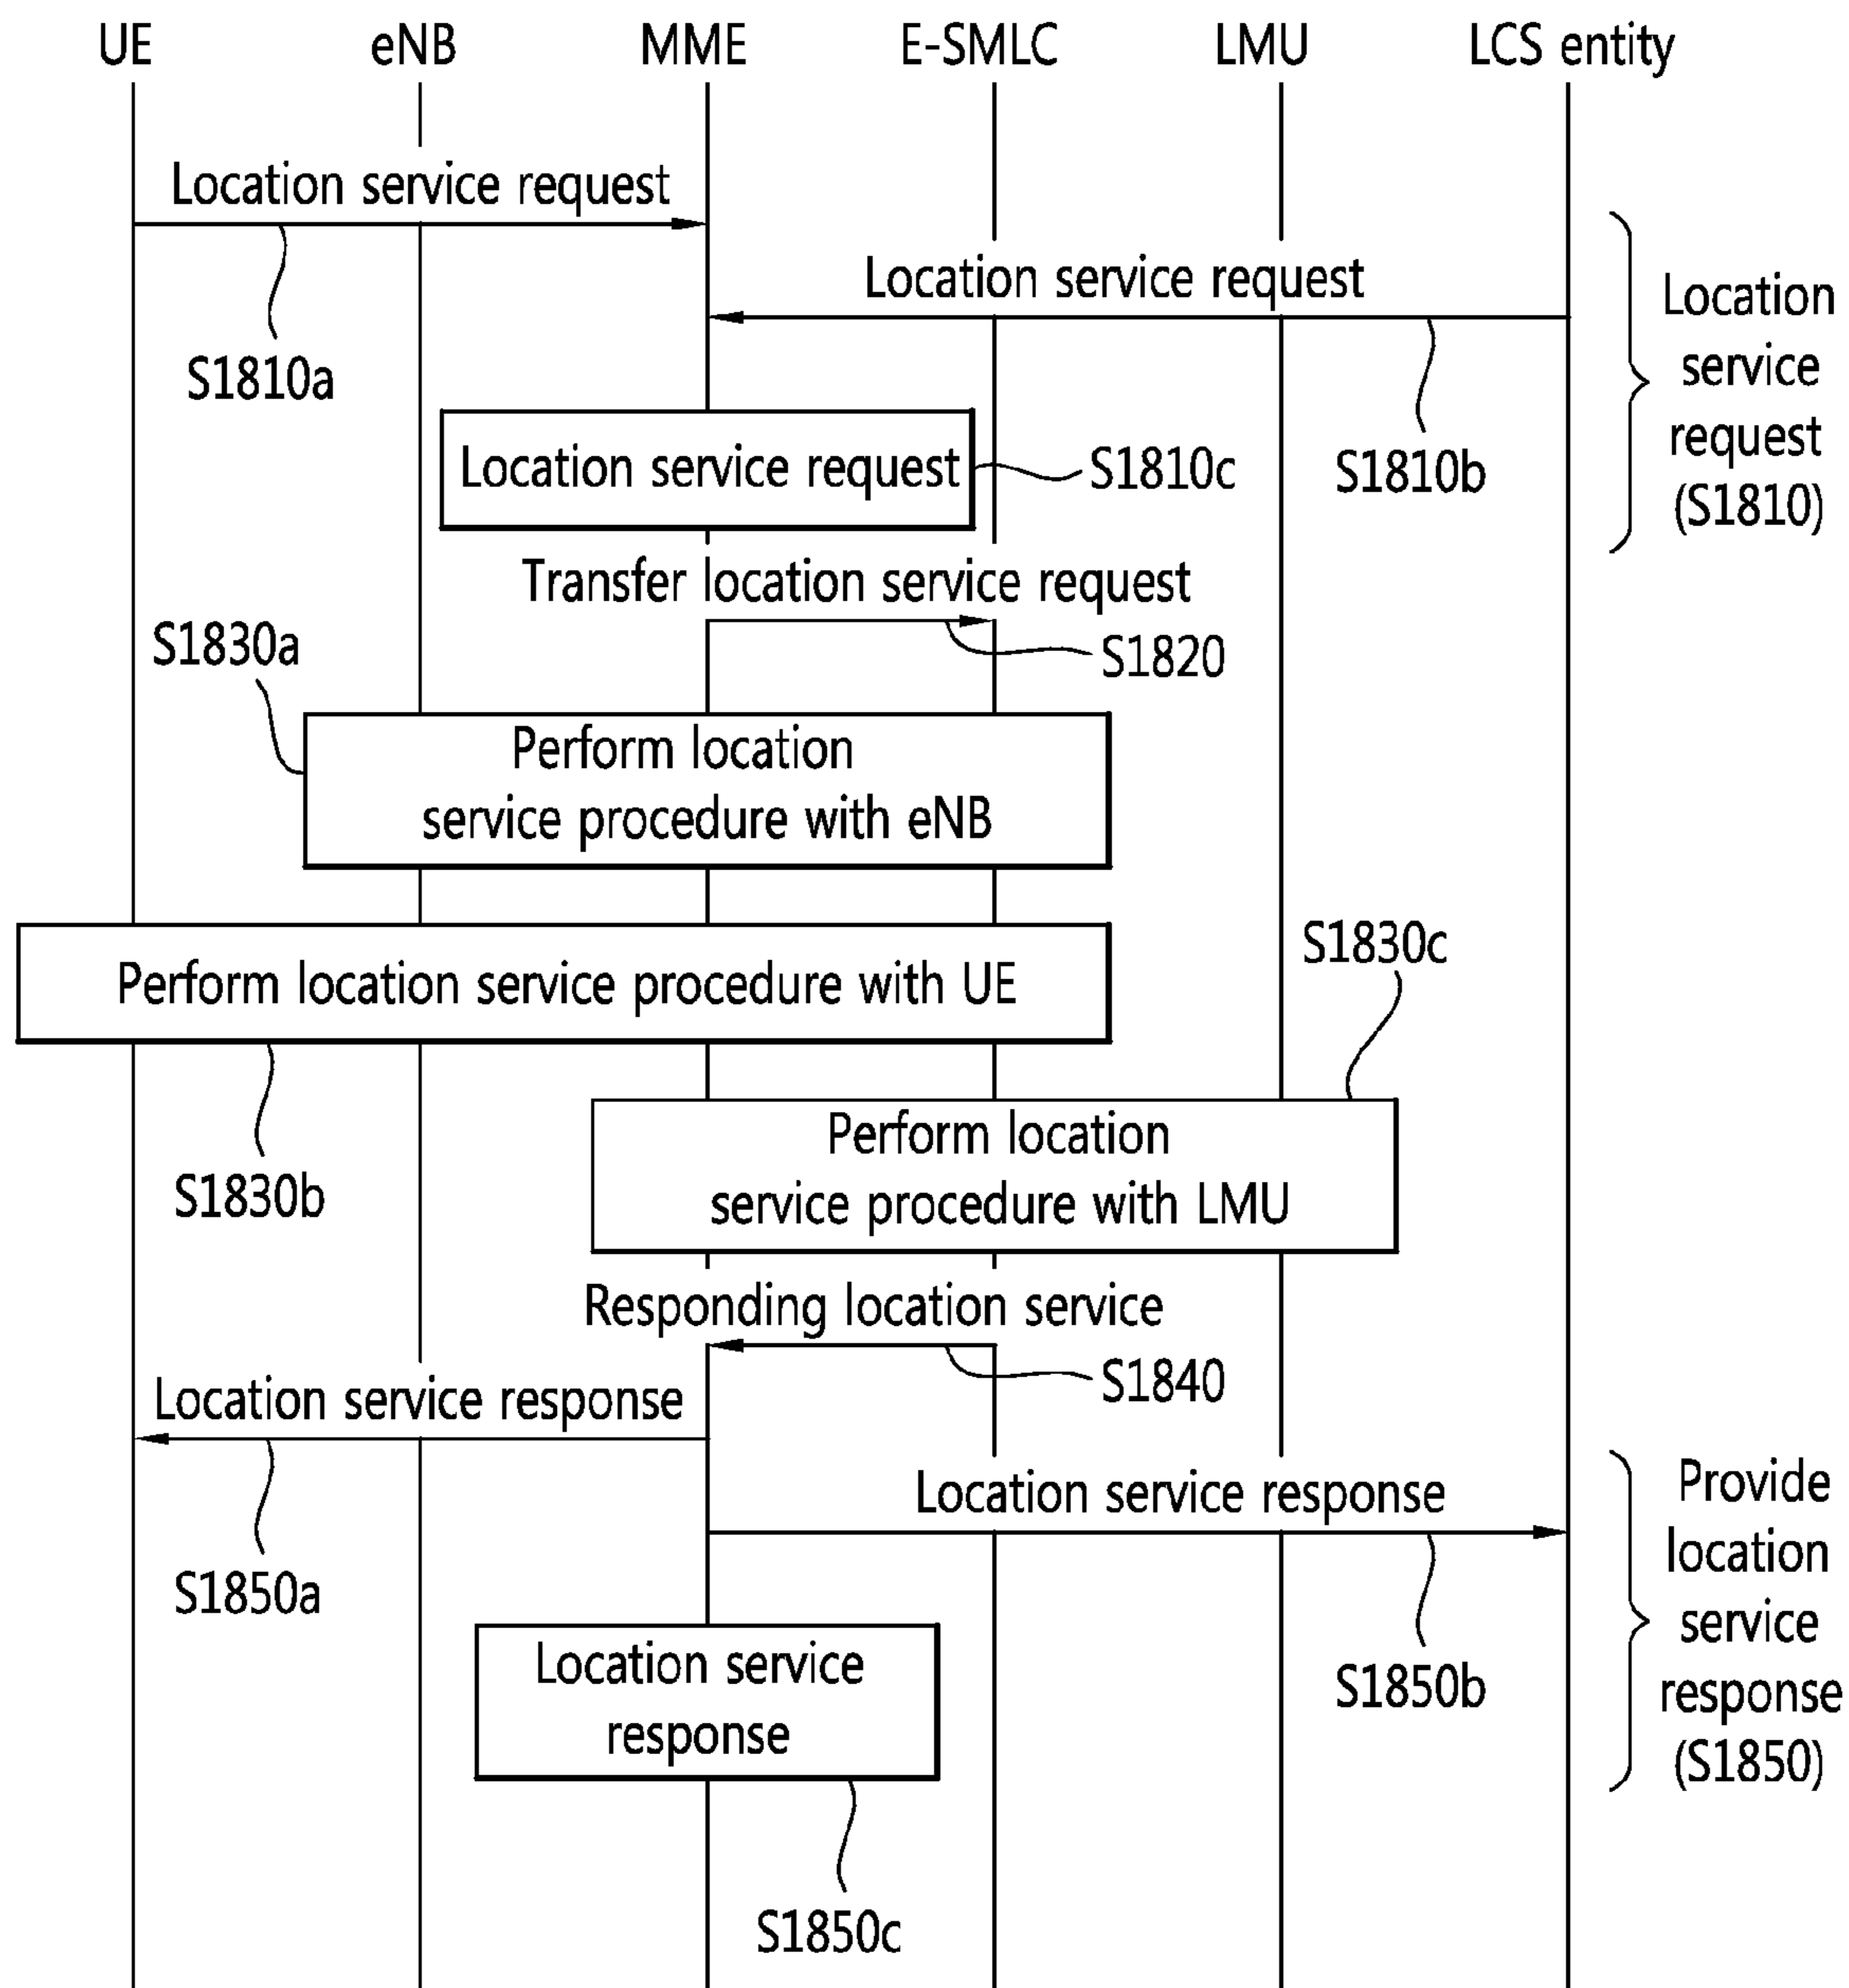 UE eNB MME E-SMLC LMU LCS entity
Location service request
S1810a
Location service request
S1810b
Location service request
S1810c
Location
service
request
(S1810)
Transfer location service request
S1820
S1830a
Perform location
service procedure with eNB
Perform location service procedure with UE
S1830b
S1830c
Perform location
service procedure with LMU
Responding location service
S1840
Location service response
S1850a
Location service response
S1850b
Location service
response
S1850c
Provide
location
service
response
(S1850)